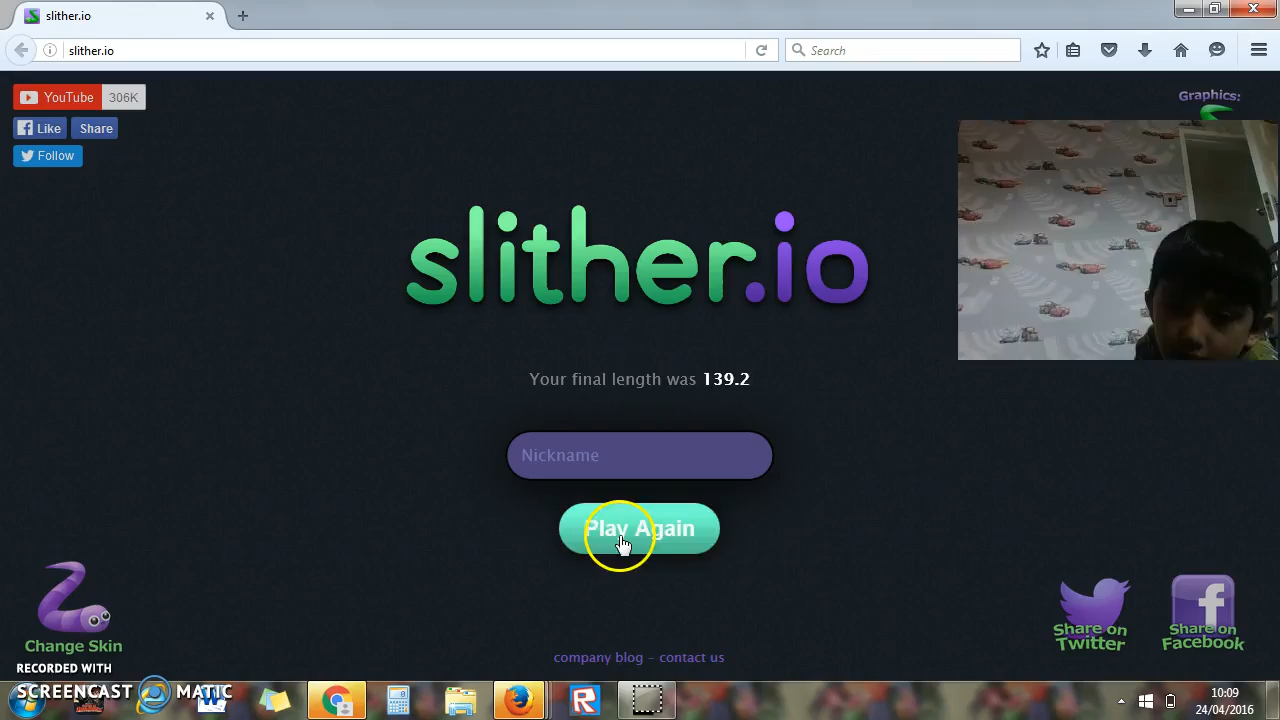 slither.io
slither.io
Search
YouTube 306K
Like Share
Follow
Graphics:
slither.io
Your final length was 139.2
Nickname
Play Again
Change Skin
Share on Twitter
Share on Facebook
company blog - contact us
RECORDED WITH
SCREENCAST MATIC
10:09
24/04/2016